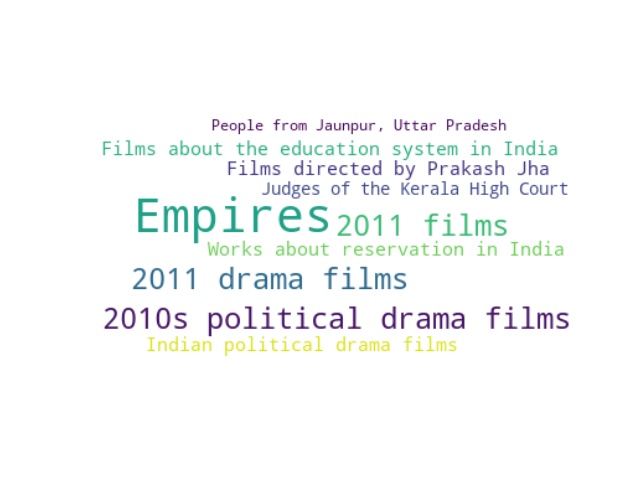 People from Jaunpur, Uttar Pradesh
Films about the education system in India
Films directed by Prakash Jha
Judges of the Kerala High Court
Empires
2011 films
Works about reservation in India
2011 drama films
2010s political drama films
Indian political drama films